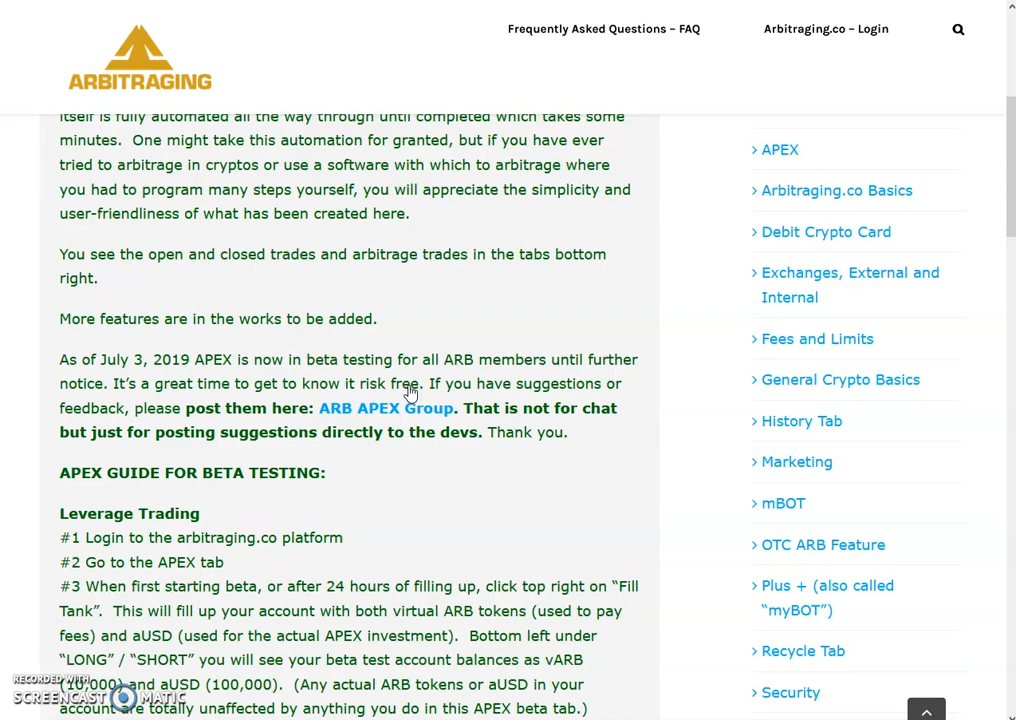 Frequently Asked Questions – FAQ
Arbitraging.co – Login
ARBITRAGING
itself is fully automated all the way through until completed which takes some
minutes.  One might take this automation for granted, but if you have ever
tried to arbitrage in cryptos or use a software with which to arbitrage where
you had to program many steps yourself, you will appreciate the simplicity and
user-friendliness of what has been created here.
You see the open and closed trades and arbitrage trades in the tabs bottom
right.
More features are in the works to be added.
As of July 3, 2019 APEX is now in beta testing for all ARB members until further
notice. It’s a great time to get to know it risk free. If you have suggestions or
feedback, please post them here: ARB APEX Group. That is not for chat
but just for posting suggestions directly to the devs. Thank you.
APEX GUIDE FOR BETA TESTING:
Leverage Trading
#1 Login to the arbitraging.co platform
#2 Go to the APEX tab
#3 When first starting beta, or after 24 hours of filling up, click top right on “Fill
Tank”.  This will fill up your account with both virtual ARB tokens (used to pay
fees) and aUSD (used for the actual APEX investment).  Bottom left under
“LONG” / “SHORT” you will see your beta test account balances as vARB
(10,000) and aUSD (100,000).  (Any actual ARB tokens or aUSD in your
account are totally unaffected by anything you do in this APEX beta tab.)
> APEX
> Arbitraging.co Basics
> Debit Crypto Card
> Exchanges, External and
Internal
> Fees and Limits
> General Crypto Basics
> History Tab
> Marketing
> mBOT
> OTC ARB Feature
> Plus + (also called
“myBOT”)
> Recycle Tab
> Security
RECORDED WITH
SCREENCAST MATIC